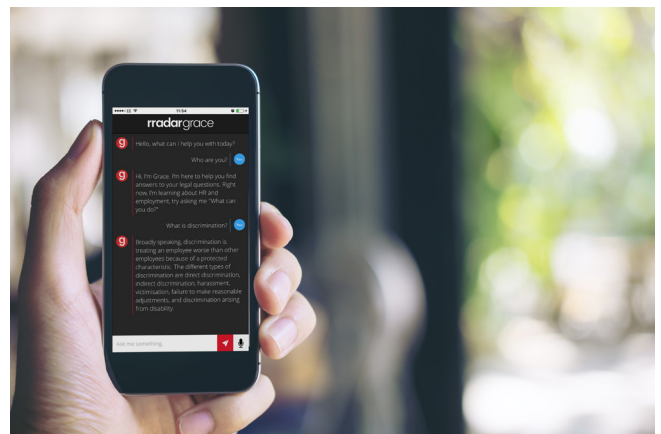 EE
11:54
rradargrace
g Hello, what can I help you with today?
Who are you? You
g Hi, I'm Grace. I'm here to help you find
answers to your legal questions. Right
now, I'm learning about HR and
employment, try asking me "What can
you do?"
What is discrimination? You
g Broadly speaking, discrimination is
treating an employee worse than other
employees because of a protected
characteristic. The different types of
discrimination are direct discrimination,
indirect discrimination, harassment,
victimisation, failure to make reasonable
adjustments, and discrimination arising
from disability.
Ask me something.